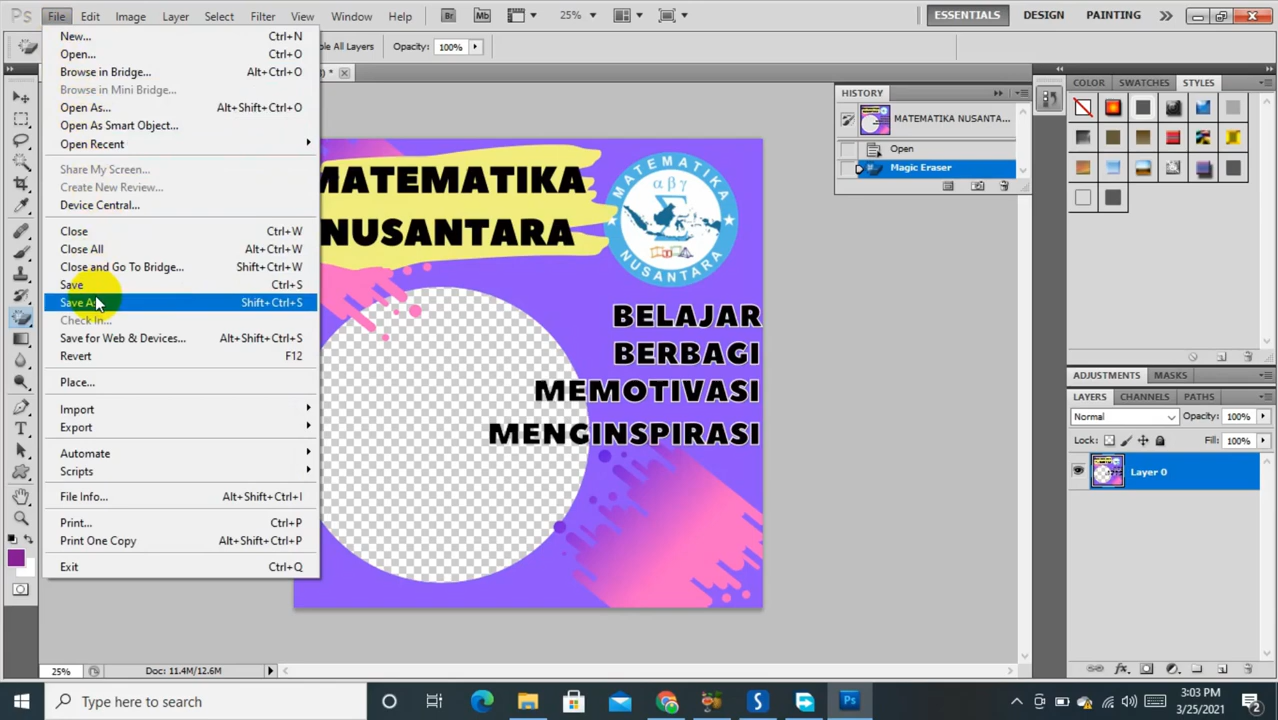 Ps File Edit Image Layer Select Filter View Window Help Br Mb 25% ESSENTIALS DESIGN PAINTING
All Layers Opacity: 100%
New... Ctrl+N
Open... Ctrl+O
Browse in Bridge... Alt+Ctrl+O
Browse in Mini Bridge...
Open As... Alt+Shift+Ctrl+O
Open As Smart Object...
Open Recent
Share My Screen...
Create New Review...
Device Central...
Close Ctrl+W
Close All Alt+Ctrl+W
Close and Go To Bridge... Shift+Ctrl+W
Save Ctrl+S
Save As Shift+Ctrl+S
Check In...
Save for Web & Devices... Alt+Shift+Ctrl+S
Revert F12
Place...
Import
Export
Automate
Scripts
File Info... Alt+Shift+Ctrl+I
Print... Ctrl+P
Print One Copy Alt+Shift+Ctrl+P
Exit Ctrl+Q
MATEMATIKA
NUSANTARA
MATEMATIKA
αβγ
Σ
NUSANTARA
BELAJAR
BERBAGI
MEMOTIVASI
MENGINSPIRASI
HISTORY
MATEMATIKA NUSANTA...
Open
Magic Eraser
COLOR SWATCHES STYLES
ADJUSTMENTS MASKS
LAYERS CHANNELS PATHS
Normal Opacity: 100%
Lock: Fill: 100%
Layer 0
25% Doc: 11.4M/12.6M
Type here to search
3:03 PM
3/25/2021
2